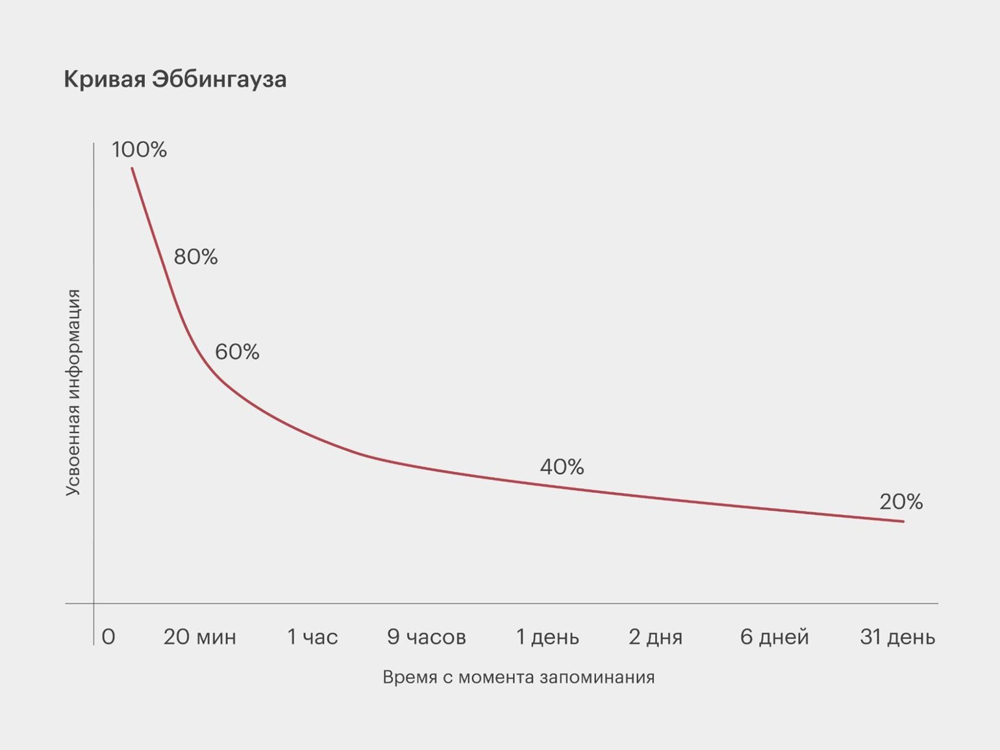 Кривая Эббингауза
100%
80%
60%
40%
20%
Усвоенная информация
0 20 мин 1 час 9 часов 1 день 2 дня 6 дней 31 день
Время с момента запоминания